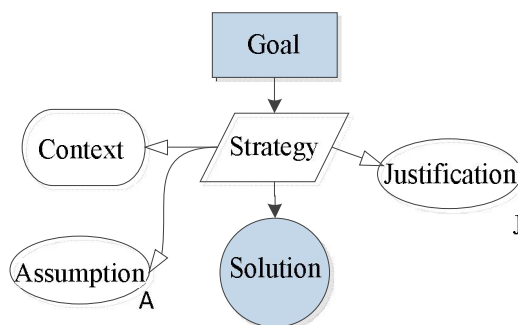 Goal
Context
Strategy
Justification
J
Assumption
A
Solution